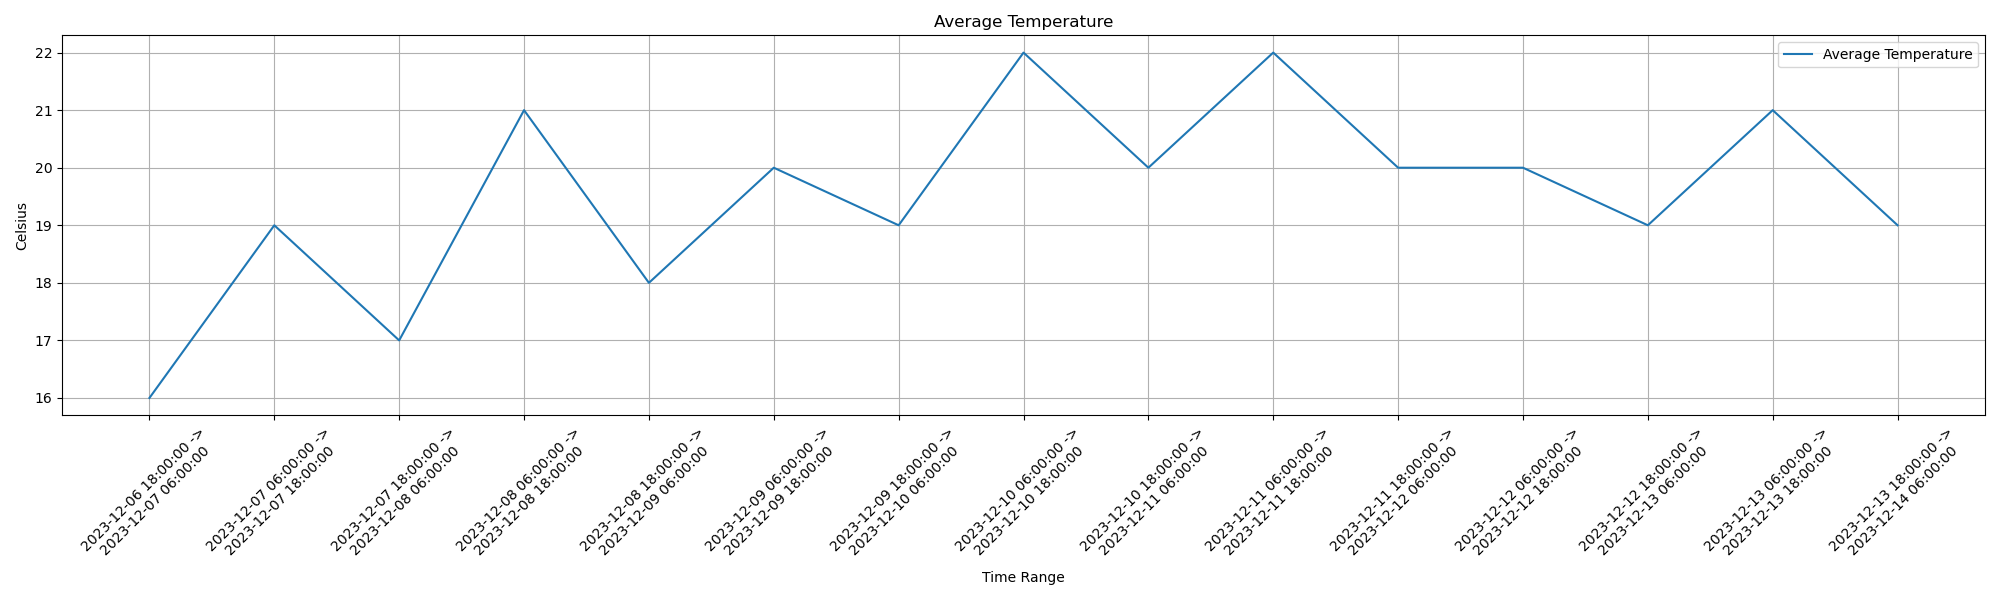 Average Temperature
Average Temperature
Celsius
22
21
20
19
18
17
16
2023-12-06 18:00:00 ->
2023-12-07 06:00:00
2023-12-07 06:00:00 ->
2023-12-07 18:00:00
2023-12-07 18:00:00 ->
2023-12-08 06:00:00
2023-12-08 06:00:00 ->
2023-12-08 18:00:00
2023-12-08 18:00:00 ->
2023-12-09 06:00:00
2023-12-09 06:00:00 ->
2023-12-09 18:00:00
2023-12-09 18:00:00 ->
2023-12-10 06:00:00
2023-12-10 06:00:00 ->
2023-12-10 18:00:00
2023-12-10 18:00:00 ->
2023-12-11 06:00:00
2023-12-11 06:00:00 ->
2023-12-11 18:00:00
2023-12-11 18:00:00 ->
2023-12-12 06:00:00
2023-12-12 06:00:00 ->
2023-12-12 18:00:00
2023-12-12 18:00:00 ->
2023-12-13 06:00:00
2023-12-13 06:00:00 ->
2023-12-13 18:00:00
2023-12-13 18:00:00 ->
2023-12-14 06:00:00
Time Range